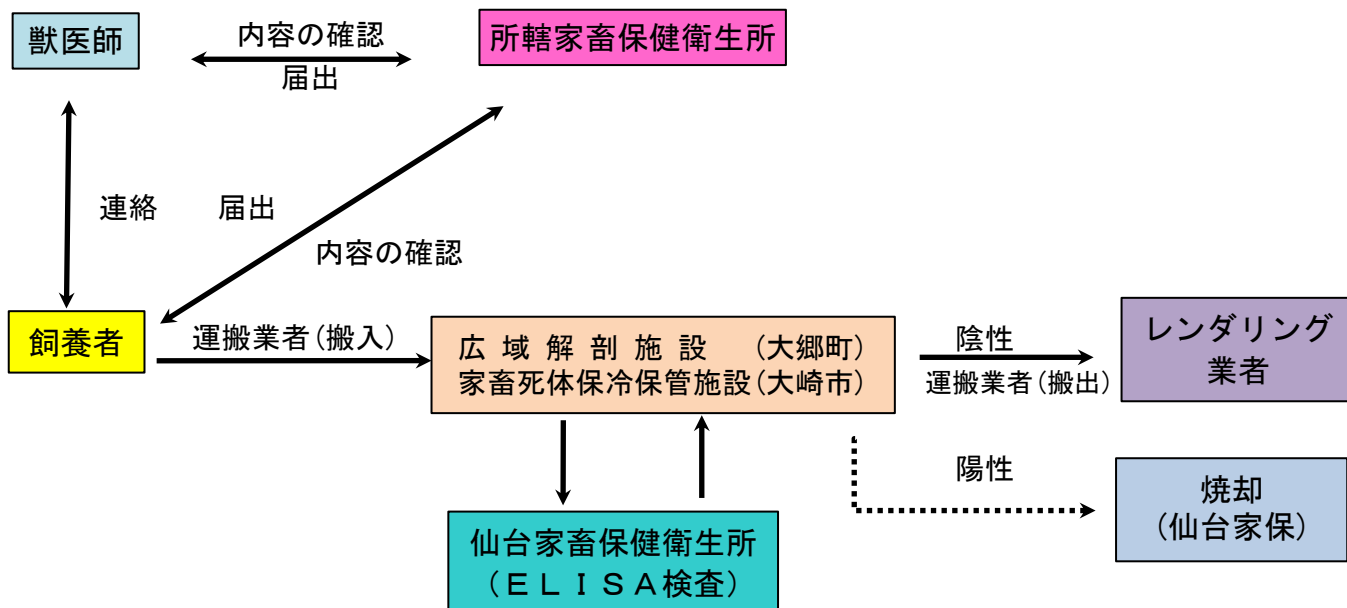 獣医師
内容の確認
届出
所轄家畜保健衛生所
連絡
届出
内容の確認
飼養者
運搬業者(搬入)
広域解剖施設 (大郷町)
家畜死体保冷保管施設(大崎市)
陰性
運搬業者(搬出)
レンダリング
業者
陽性
焼却
(仙台家保)
仙台家畜保健衛生所
(ELISA検査)